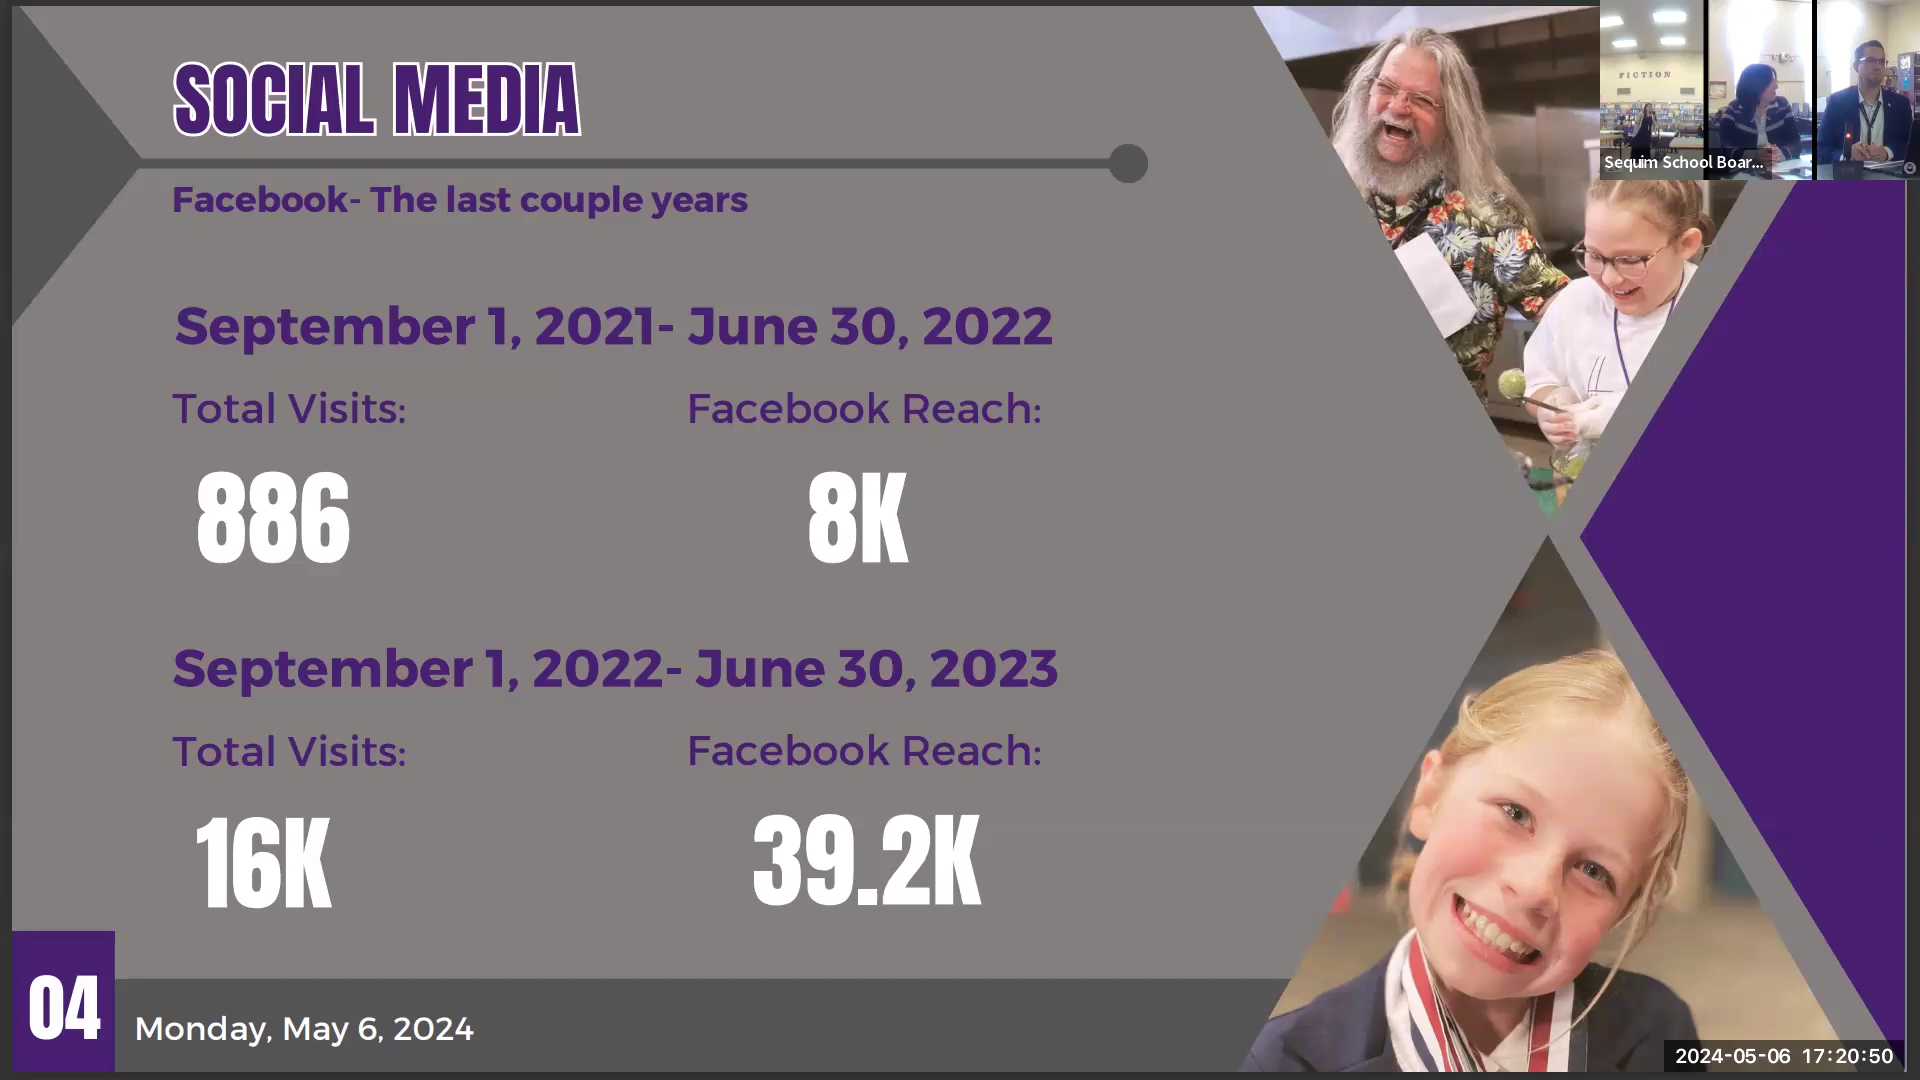 SOCIAL MEDIA
Facebook- The last couple years
September 1, 2021- June 30, 2022
Total Visits: Facebook Reach:
886 8K
September 1, 2022- June 30, 2023
Total Visits: Facebook Reach:
16K 39.2K
04
Monday, May 6, 2024
FICTION
Sequim School Boar...
2024-05-06 17:20:50